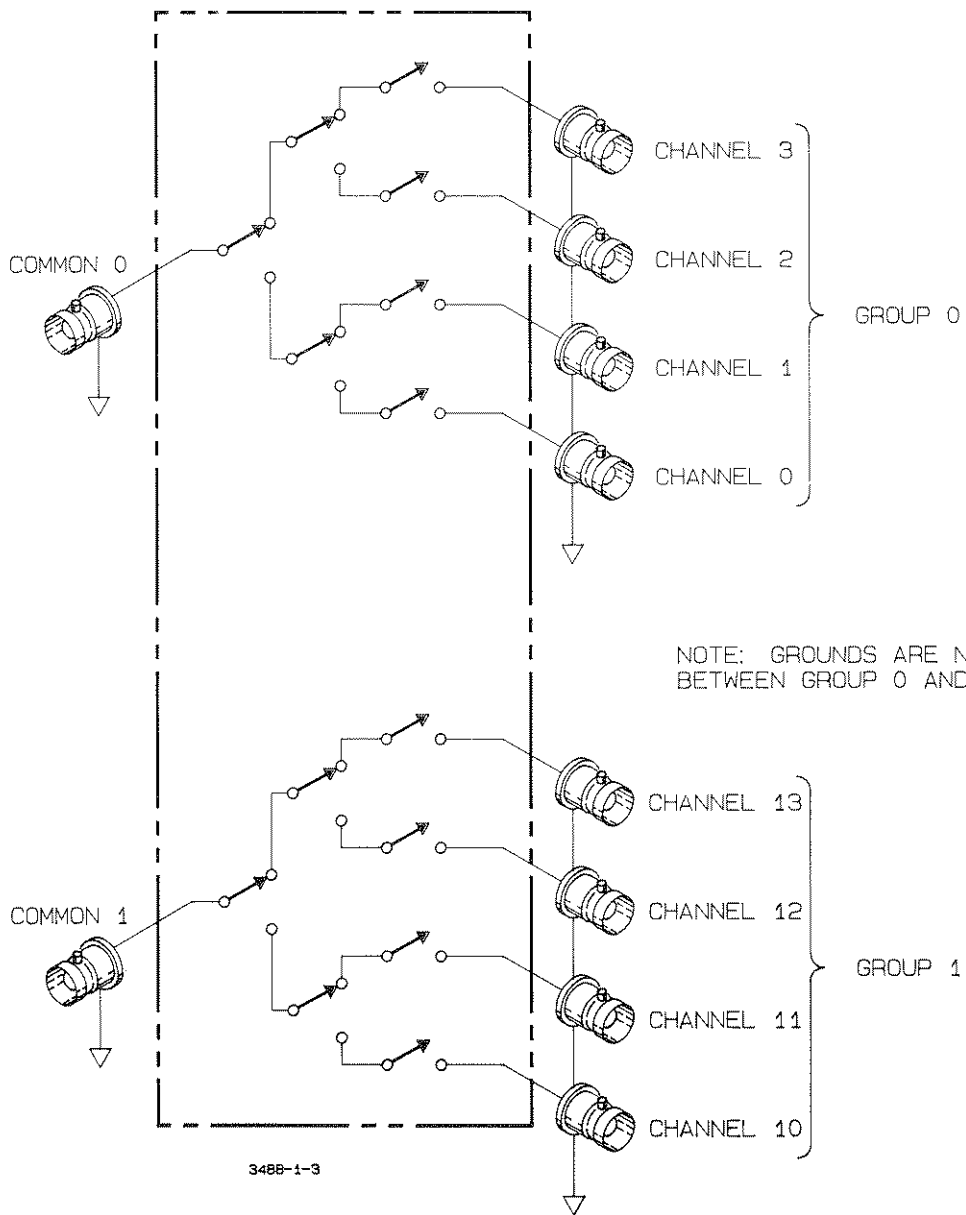 CHANNEL 3
CHANNEL 2
COMMON 0
GROUP 0
CHANNEL 1
CHANNEL 0
NOTE: GROUNDS ARE N
BETWEEN GROUP 0 AND
CHANNEL 13
CHANNEL 12
COMMON 1
GROUP 1
CHANNEL 11
CHANNEL 10
3488-1-3